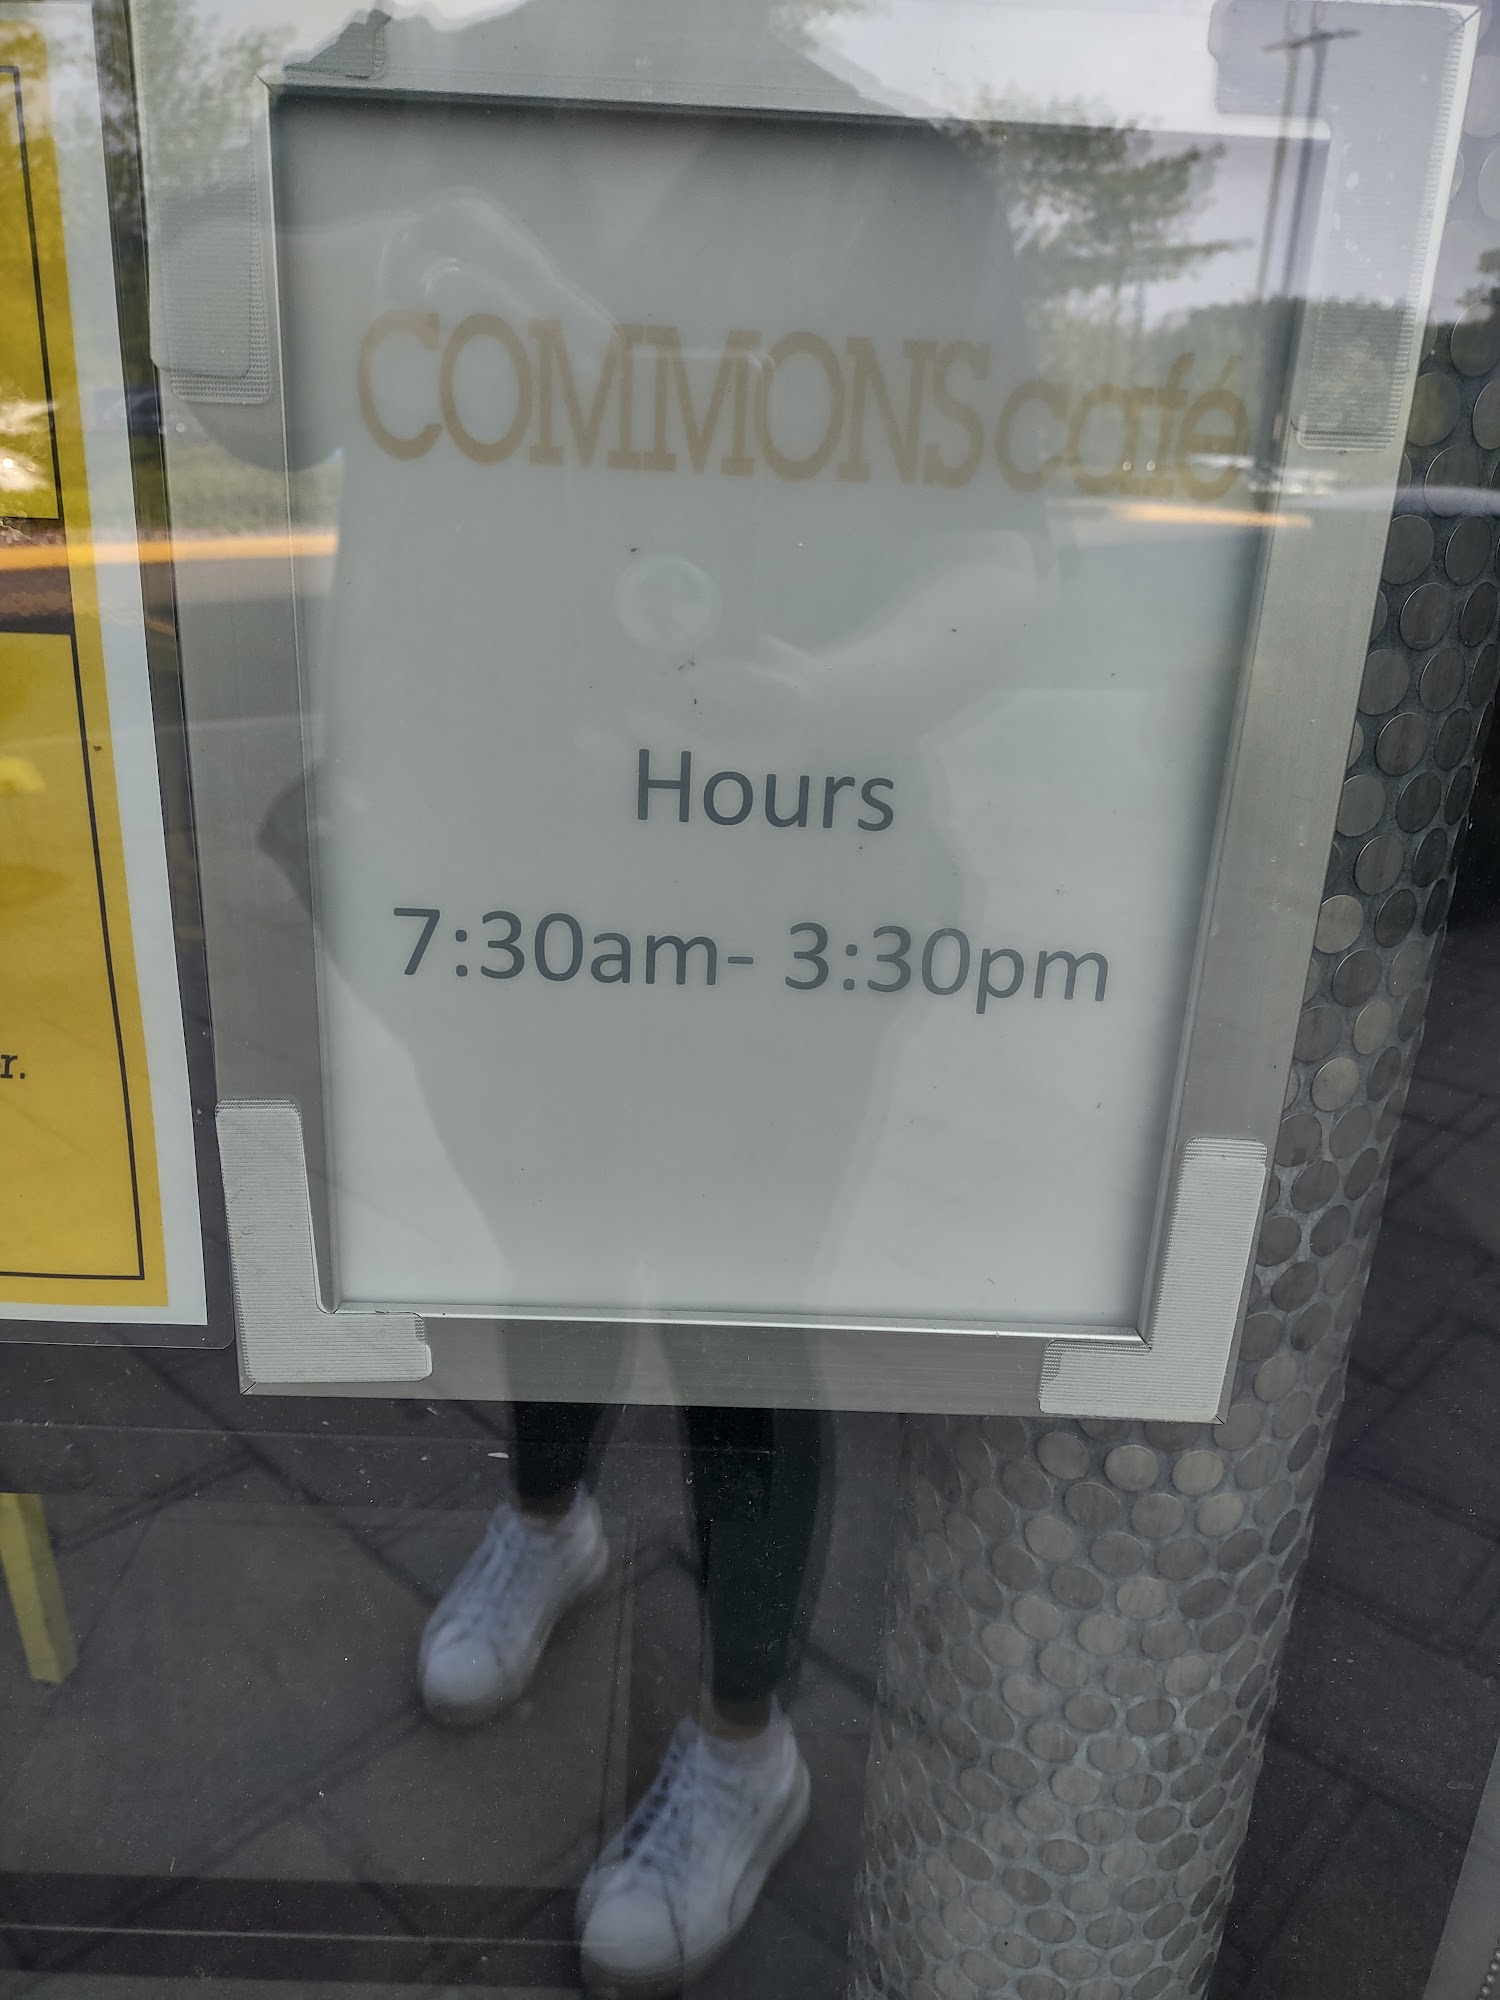 COMMONS café
Hours
7:30am- 3:30pm
r.